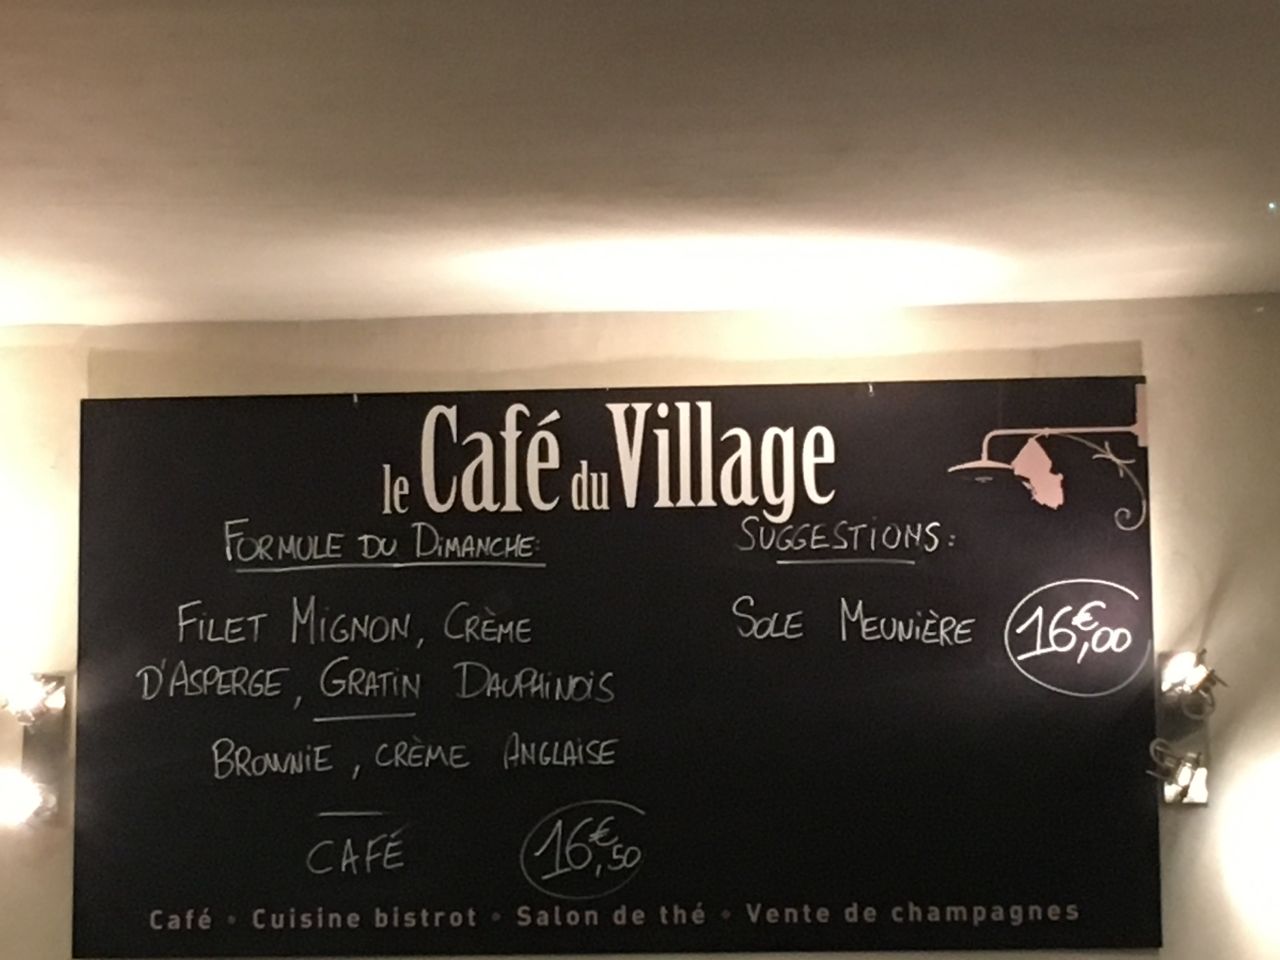 le Café du Village
FORMULE DU DIMANCHE:
FILET MIGNON, CRÈME
D'ASPERGE, GRATIN DAUPHINOIS
BROWNIE, CRÈME ANGLAISE
CAFÉ 16€,50
SUGGESTIONS:
SOLE MEUNIÈRE 16€,00
Café • Cuisine bistrot • Salon de thé • Vente de champagnes